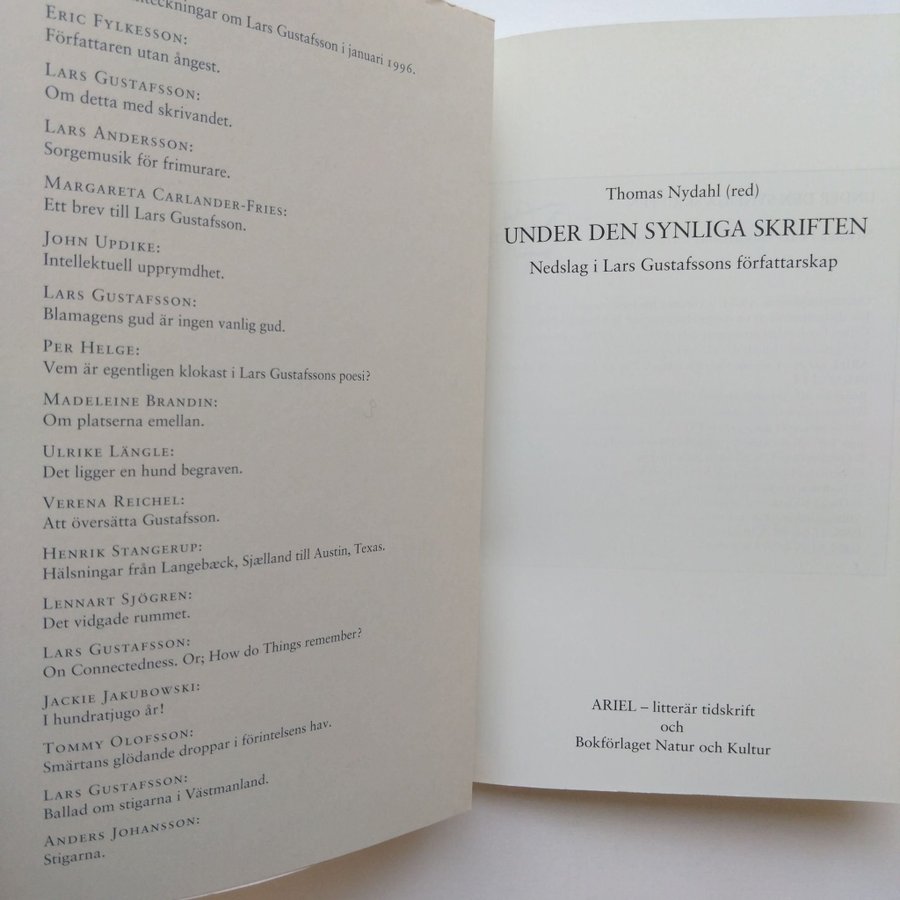 om Lars Gustafsson i januari 1996.
ERIC FYLKESSON:
Författaren utan ångest.
LARS GUSTAFSSON:
Om detta med skrivandet.
LARS ANDERSSON:
Sorgemusik för frimurare.
MARGARETA CARLANDER-FRIES:
Ett brev till Lars Gustafsson.
JOHN UPDIKE:
Intellektuell upprymdhet.
LARS GUSTAFSSON:
Blamagens gud är ingen vanlig gud.
PER HELGE:
Vem är egentligen klokast i Lars Gustafssons poesi?
MADELEINE BRANDIN:
Om platserna emellan.
ULRIKE LÄNGLE:
Det ligger en hund begraven.
VERENA REICHEL:
Att översätta Gustafsson.
HENRIK STANGERUP:
Hälsningar från Langebæck, Sjælland till Austin, Texas.
LENNART SJÖGREN:
Det vidgade rummet.
LARS GUSTAFSSON:
On Connectedness. Or; How do Things remember?
JACKIE JAKUBOWSKI:
I hundratjugo år!
TOMMY OLOFSSON:
Smärtans glödande droppar i förintelsens hav.
LARS GUSTAFSSON:
Ballad om stigarna i Västmanland.
ANDERS JOHANSSON:
Stigarna.
Thomas Nydahl (red)
UNDER DEN SYNLIGA SKRIFTEN
Nedslag i Lars Gustafssons författarskap
ARIEL – litterär tidskrift
och
Bokförlaget Natur och Kultur